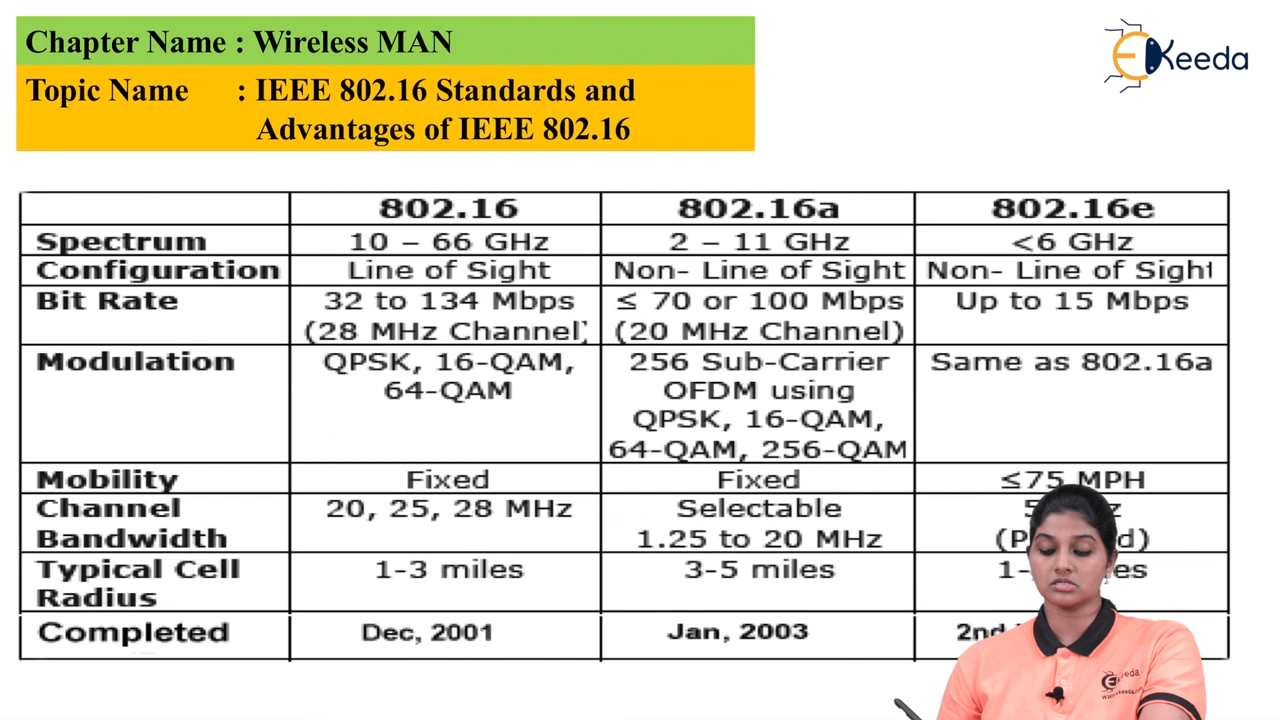 Chapter Name : Wireless MAN
Topic Name : IEEE 802.16 Standards and
Advantages of IEEE 802.16
EKeeda
802.16 802.16a 802.16e
Spectrum 10 – 66 GHz 2 – 11 GHz <6 GHz
Configuration Line of Sight Non- Line of Sight Non- Line of Sight
Bit Rate 32 to 134 Mbps ≤ 70 or 100 Mbps Up to 15 Mbps
(28 MHz Channel) (20 MHz Channel)
Modulation QPSK, 16-QAM, 256 Sub-Carrier Same as 802.16a
64-QAM OFDM using
QPSK, 16-QAM,
64-QAM, 256-QAM
Mobility Fixed Fixed ≤75 MPH
Channel 20, 25, 28 MHz Selectable
Bandwidth 1.25 to 20 MHz
Typical Cell 1-3 miles 3-5 miles
Radius
Completed Dec, 2001 Jan, 2003 2nd
EKeeda